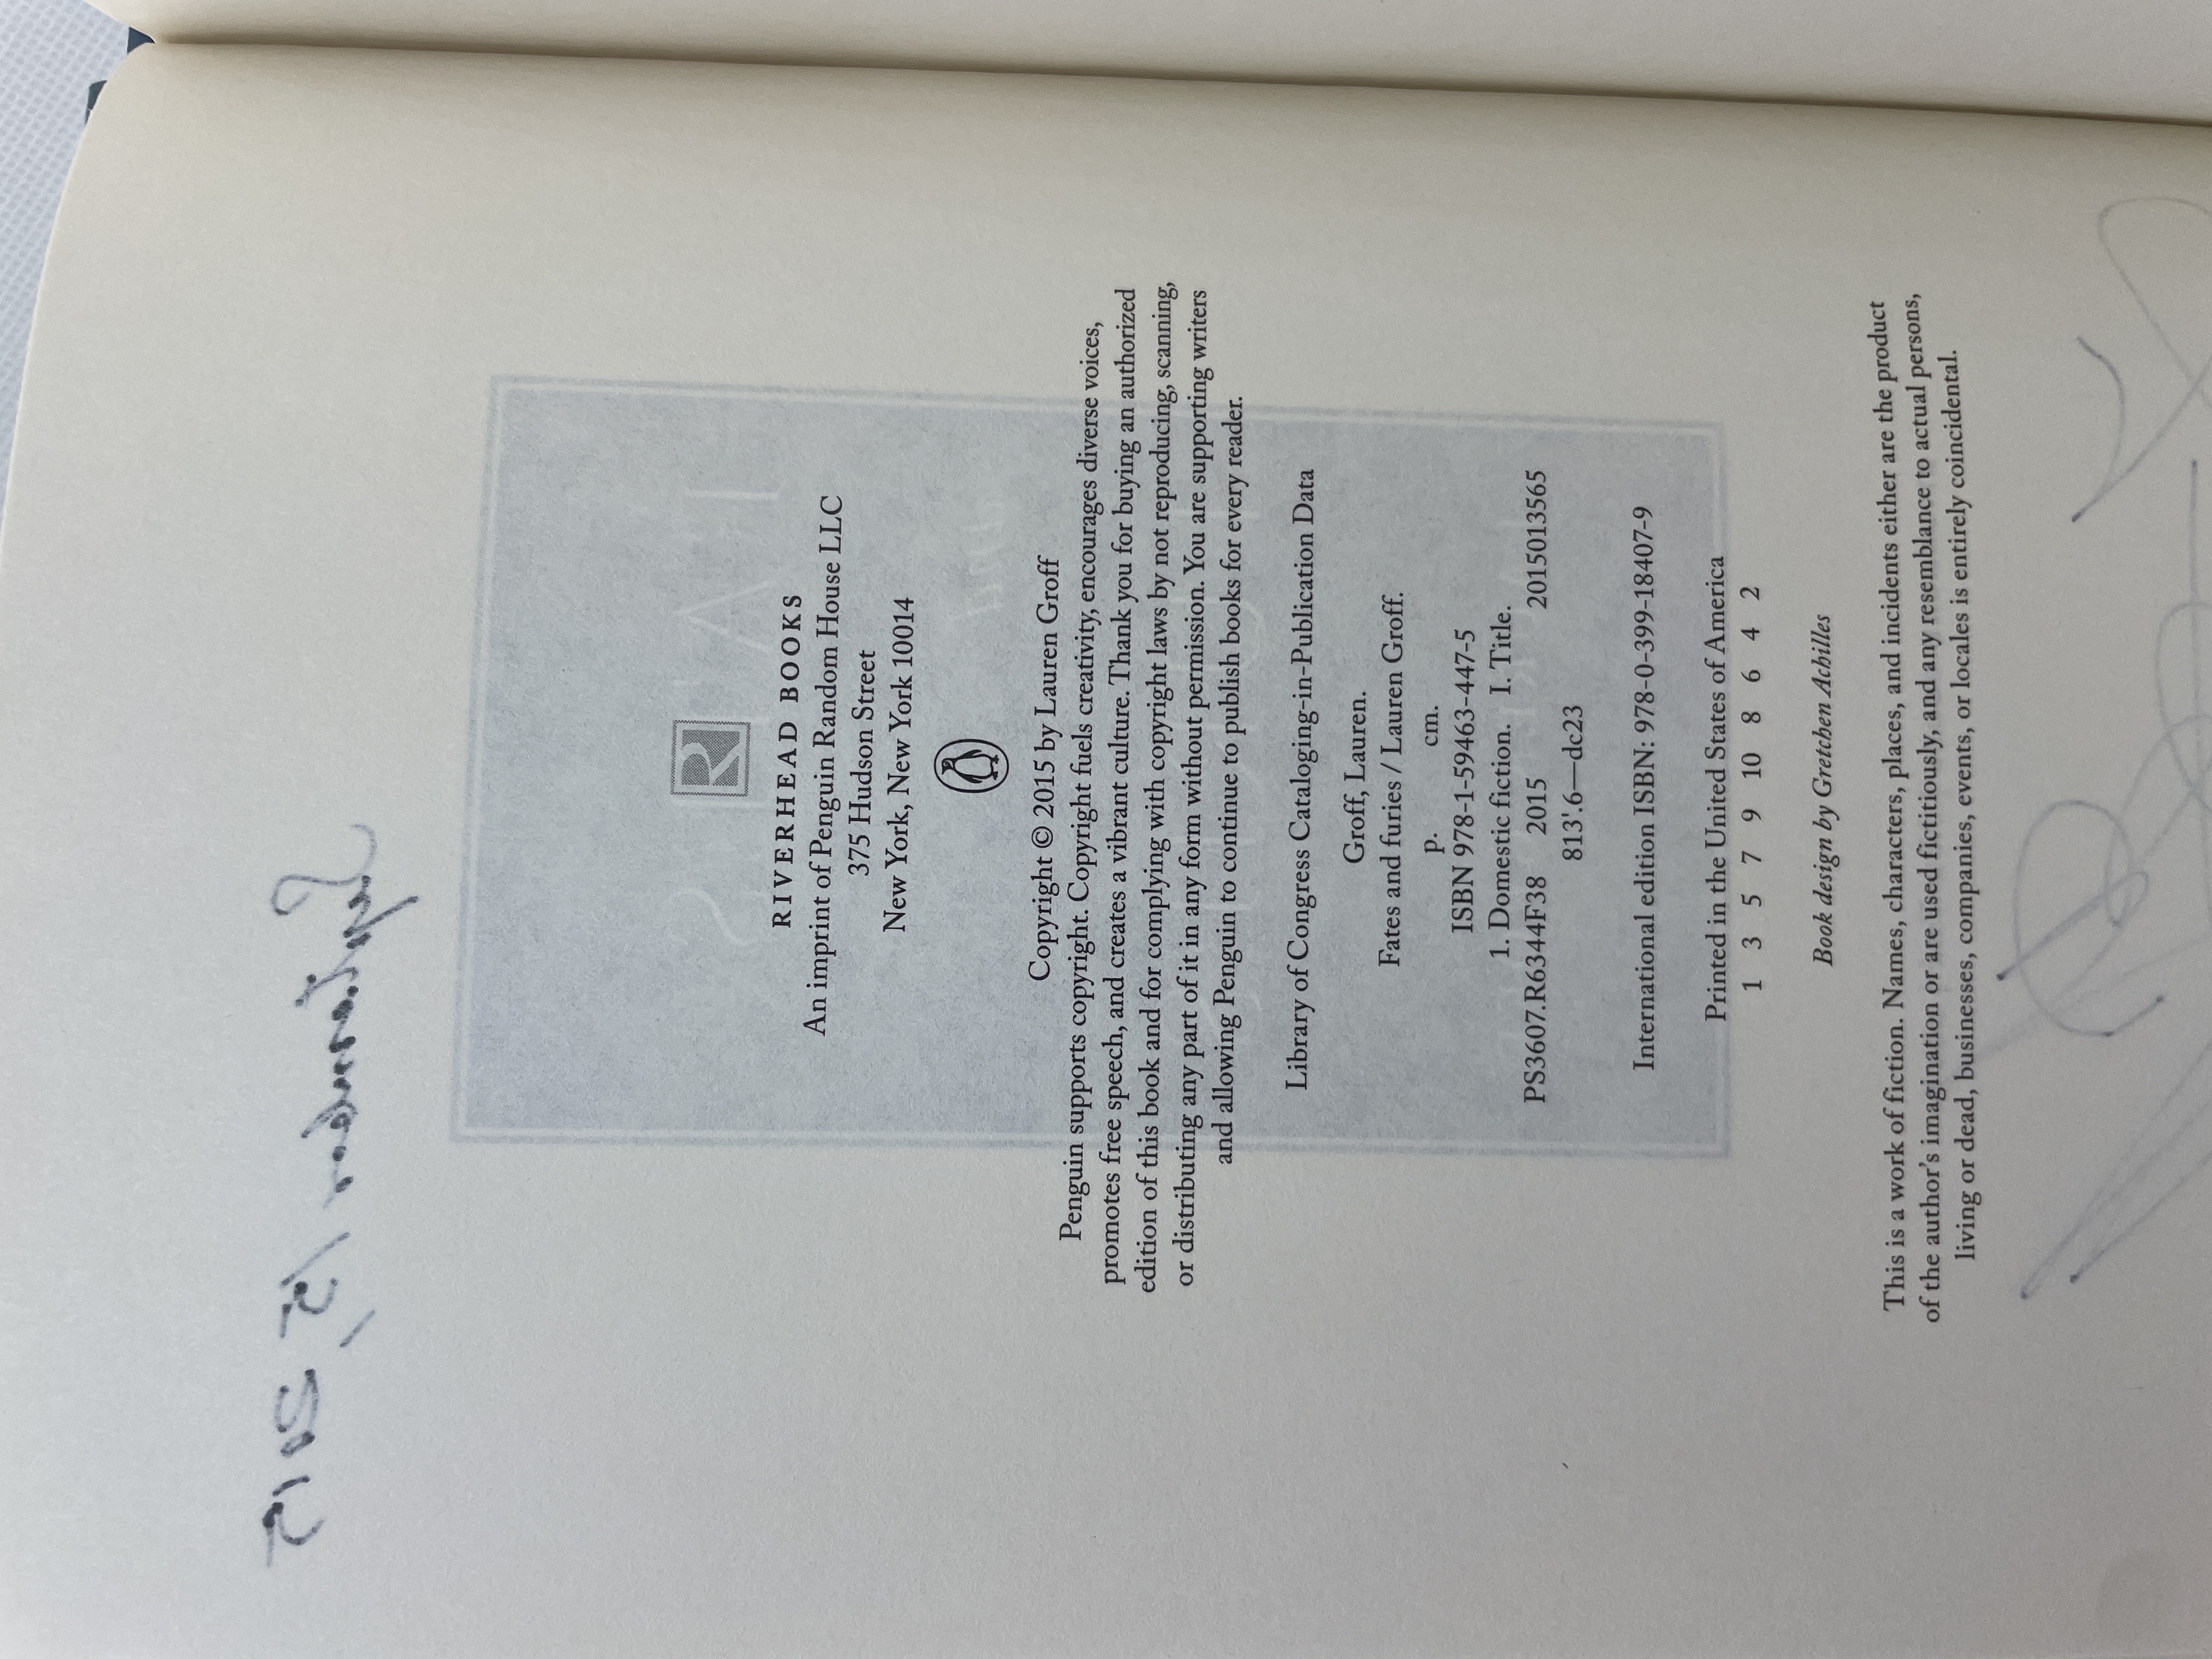 RIVERHEAD BOOKS
An imprint of Penguin Random House LLC
375 Hudson Street
New York, New York 10014
Copyright © 2015 by Lauren Groff
Penguin supports copyright. Copyright fuels creativity, encourages diverse voices,
promotes free speech, and creates a vibrant culture. Thank you for buying an authorized
edition of this book and for complying with copyright laws by not reproducing, scanning,
or distributing any part of it in any form without permission. You are supporting writers
and allowing Penguin to continue to publish books for every reader.
Library of Congress Cataloging-in-Publication Data
Groff, Lauren.
Fates and furies / Lauren Groff.
p. cm.
ISBN 978-1-59463-447-5
1. Domestic fiction. I. Title.
PS3607.R6344F38 2015 2015013565
813'.6—dc23
International edition ISBN: 978-0-399-18407-9
Printed in the United States of America
1 3 5 7 9 10 8 6 4 2
Book design by Gretchen Achilles
This is a work of fiction. Names, characters, places, and incidents either are the product
of the author's imagination or are used fictitiously, and any resemblance to actual persons,
living or dead, businesses, companies, events, or locales is entirely coincidental.